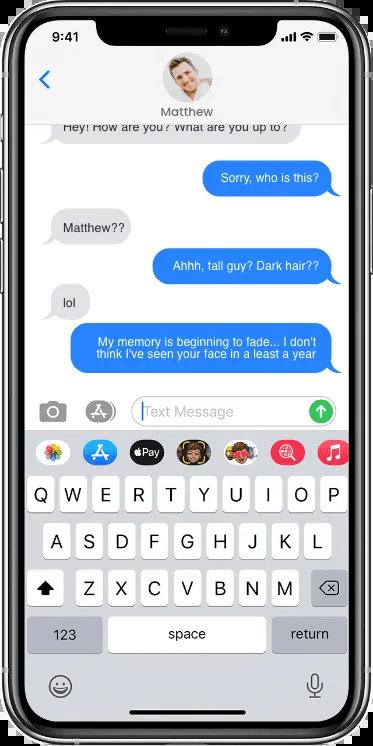 9:41
Matthew
Hey! How are you? What are you up to?
Sorry, who is this?
Matthew??
Ahhh, tall guy? Dark hair??
lol
My memory is beginning to fade... I don't
think I've seen your face in a least a year
Text Message
Pay
Q W E R T Y U I O P
A S D F G H J K L
Z X C V B N M
123 space return